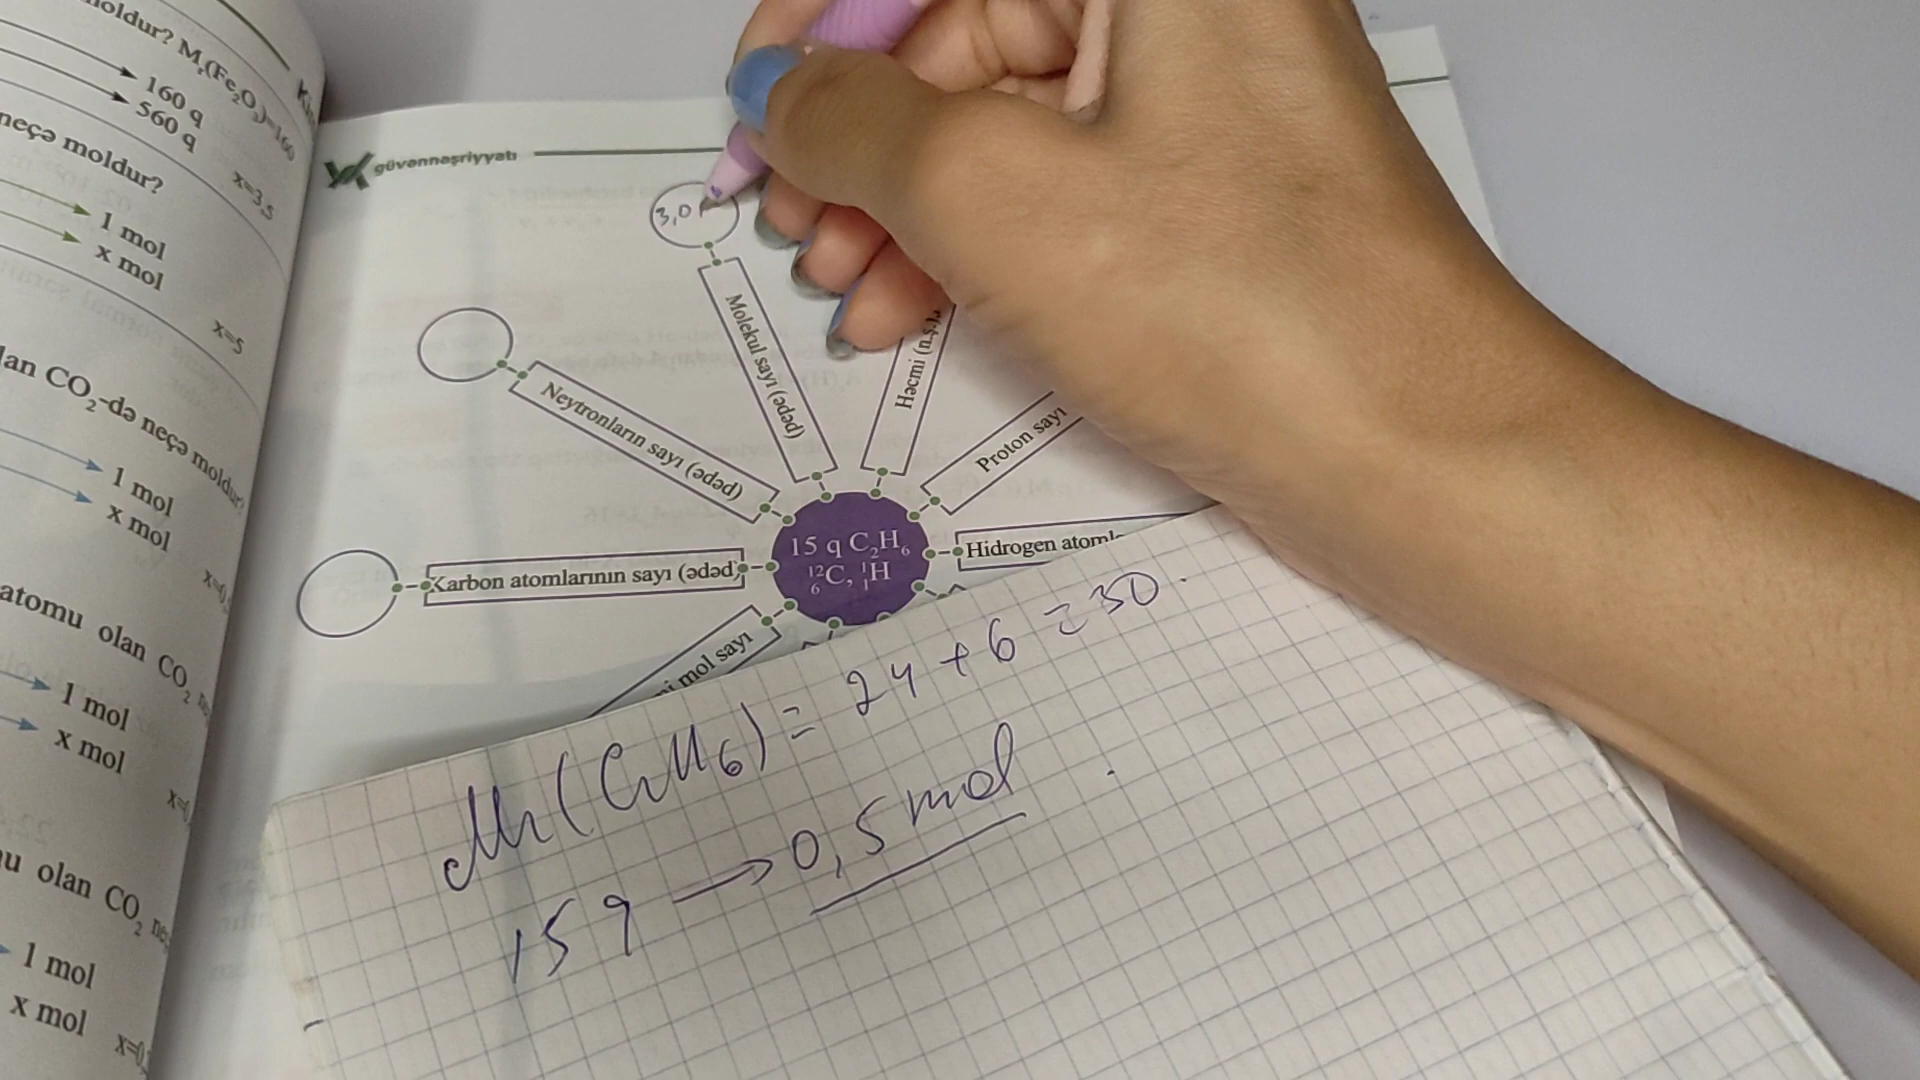 moldur? Mr(Fe2O3)=160
160 q
560 q
x=3,5
neçə moldur?
1 mol
x mol
x=5
lan CO2-də neçə moldur?
1 mol
x mol
x=0,
atomu olan CO2
1 mol
x mol
u olan CO2
1 mol
x mol
güvənnəşriyyatı
3,01
Molekul sayı (ədəd)
Həcmi (n.ş.)
Neytronların sayı (ədəd)
Proton sayı
15 q C2H6
12 6C, 1 1H
Hidrogen atoml
Karbon atomlarının sayı (ədəd)
mol sayı
Mr(C2H6) = 24 + 6 = 30
15 q → 0,5 mol